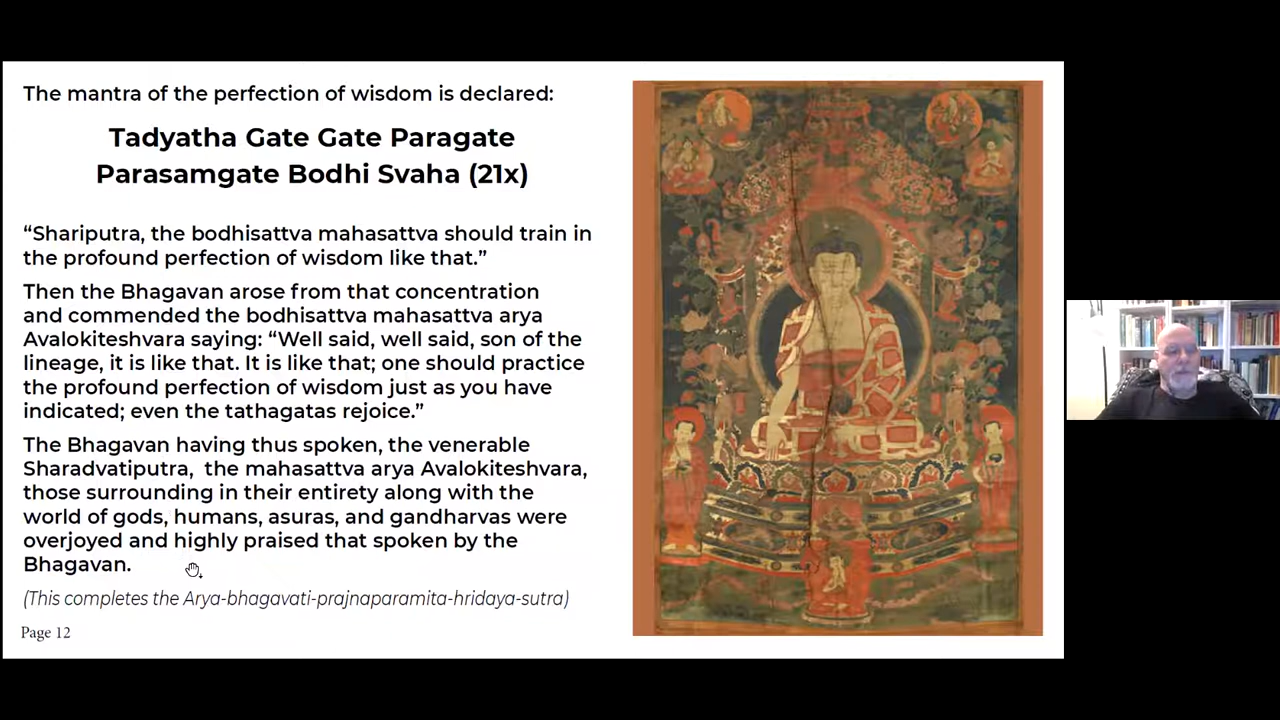 The mantra of the perfection of wisdom is declared:
Tadyatha Gate Gate Paragate
Parasamgate Bodhi Svaha (21x)
“Shariputra, the bodhisattva mahasattva should train in
the profound perfection of wisdom like that.”
Then the Bhagavan arose from that concentration
and commended the bodhisattva mahasattva arya
Avalokiteshvara saying: “Well said, well said, son of the
lineage, it is like that. It is like that; one should practice
the profound perfection of wisdom just as you have
indicated; even the tathagatas rejoice.”
The Bhagavan having thus spoken, the venerable
Sharadvatiputra,  the mahasattva arya Avalokiteshvara,
those surrounding in their entirety along with the
world of gods, humans, asuras, and gandharvas were
overjoyed and highly praised that spoken by the
Bhagavan.
(This completes the Arya-bhagavati-prajnaparamita-hridaya-sutra)
Page 12